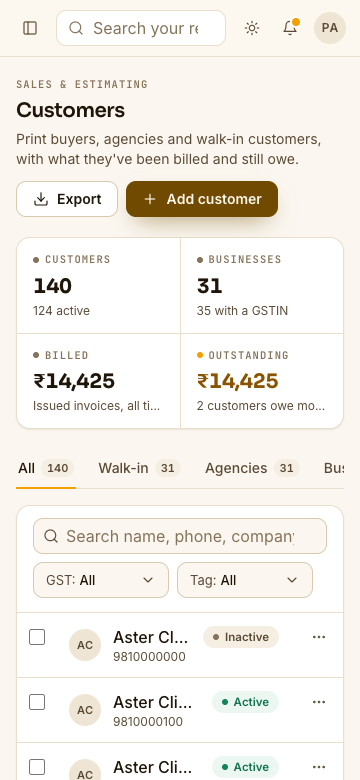 Search your re
PA
SALES & ESTIMATING
Customers
Print buyers, agencies and walk-in customers,
with what they've been billed and still owe.
Export
Add customer
CUSTOMERS
140
124 active
BUSINESSES
31
35 with a GSTIN
BILLED
₹14,425
Issued invoices, all ti...
OUTSTANDING
₹14,425
2 customers owe mo...
All 140 Walk-in 31 Agencies 31 Bus
Search name, phone, company
GST: All
Tag: All
AC Aster Cli... Inactive
9810000000
AC Aster Cli... Active
9810000100
AC Aster Cli... Active